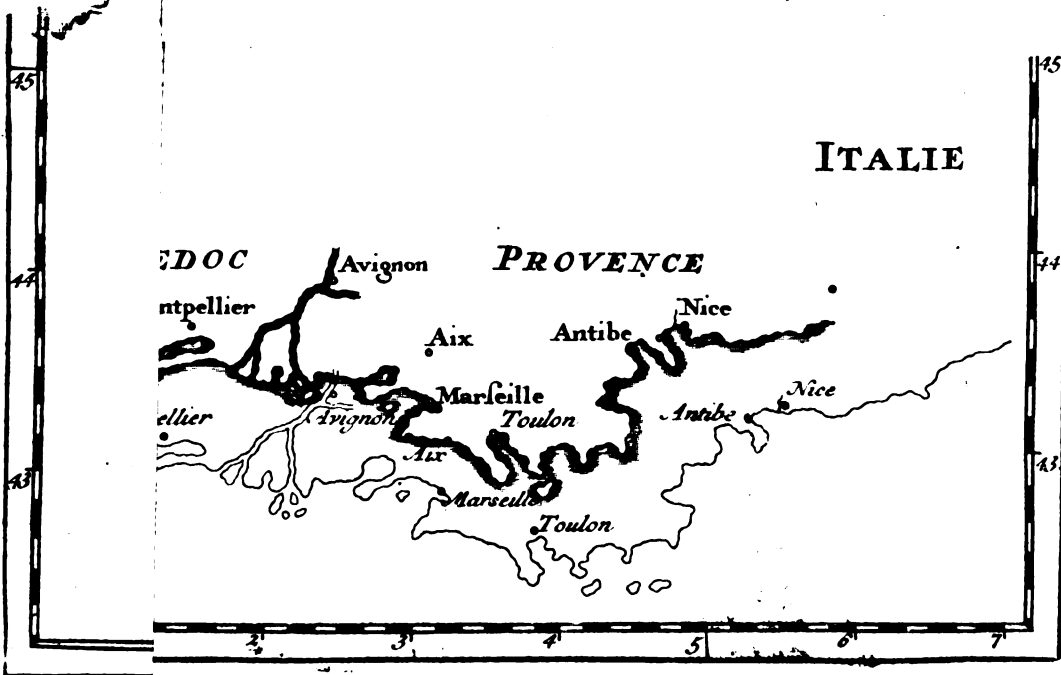 45
45
ITALIE
EDOC
PROVENCE
Avignon
44
44
ntpellier
Nice
Antibe
Aix
Marſeille
Nice
Avignon
Toulon
Antibe
ellier
Aix
43
43
Marseille
Toulon
2
3
4
5
6
7